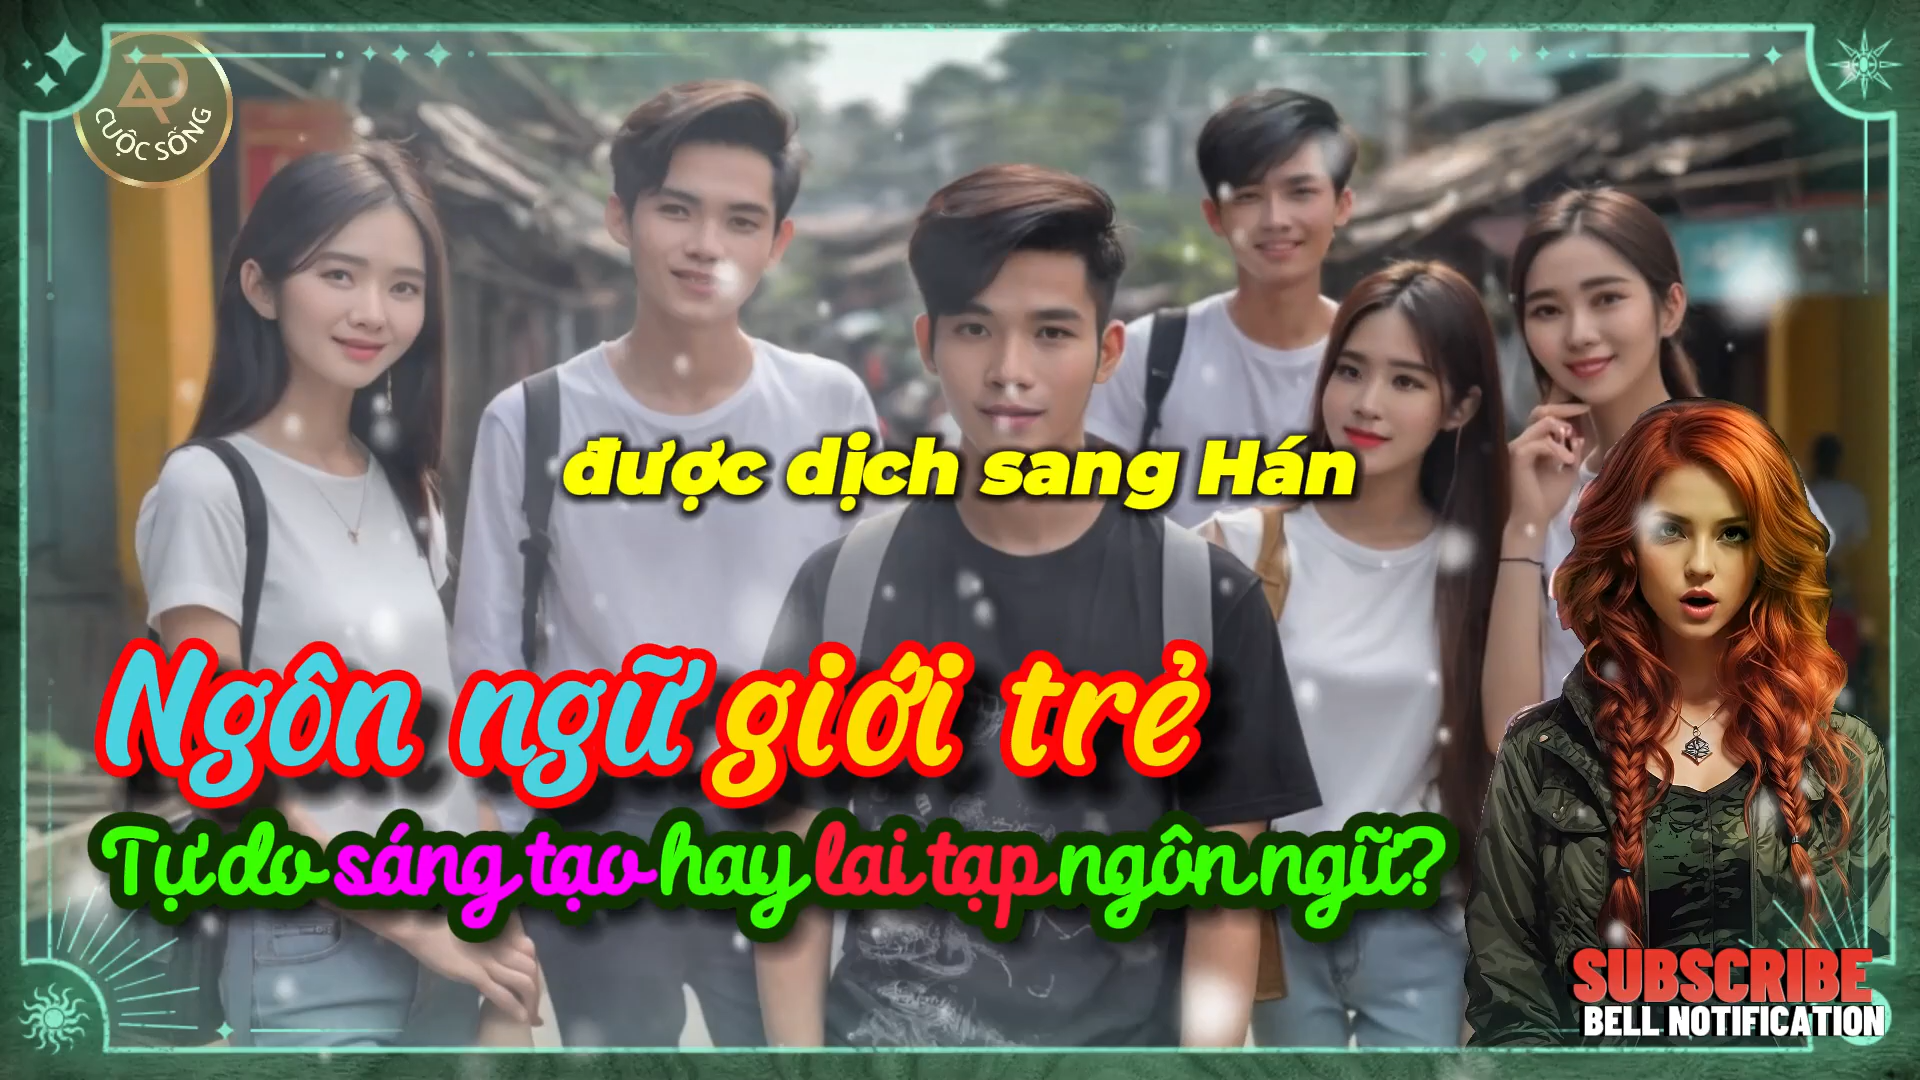 CUỘC SỐNG
được dịch sang Hán
Ngôn ngữ giới trẻ
Tự do sáng tạo hay lai tạp ngôn ngữ?
SUBSCRIBE
BELL NOTIFICATION